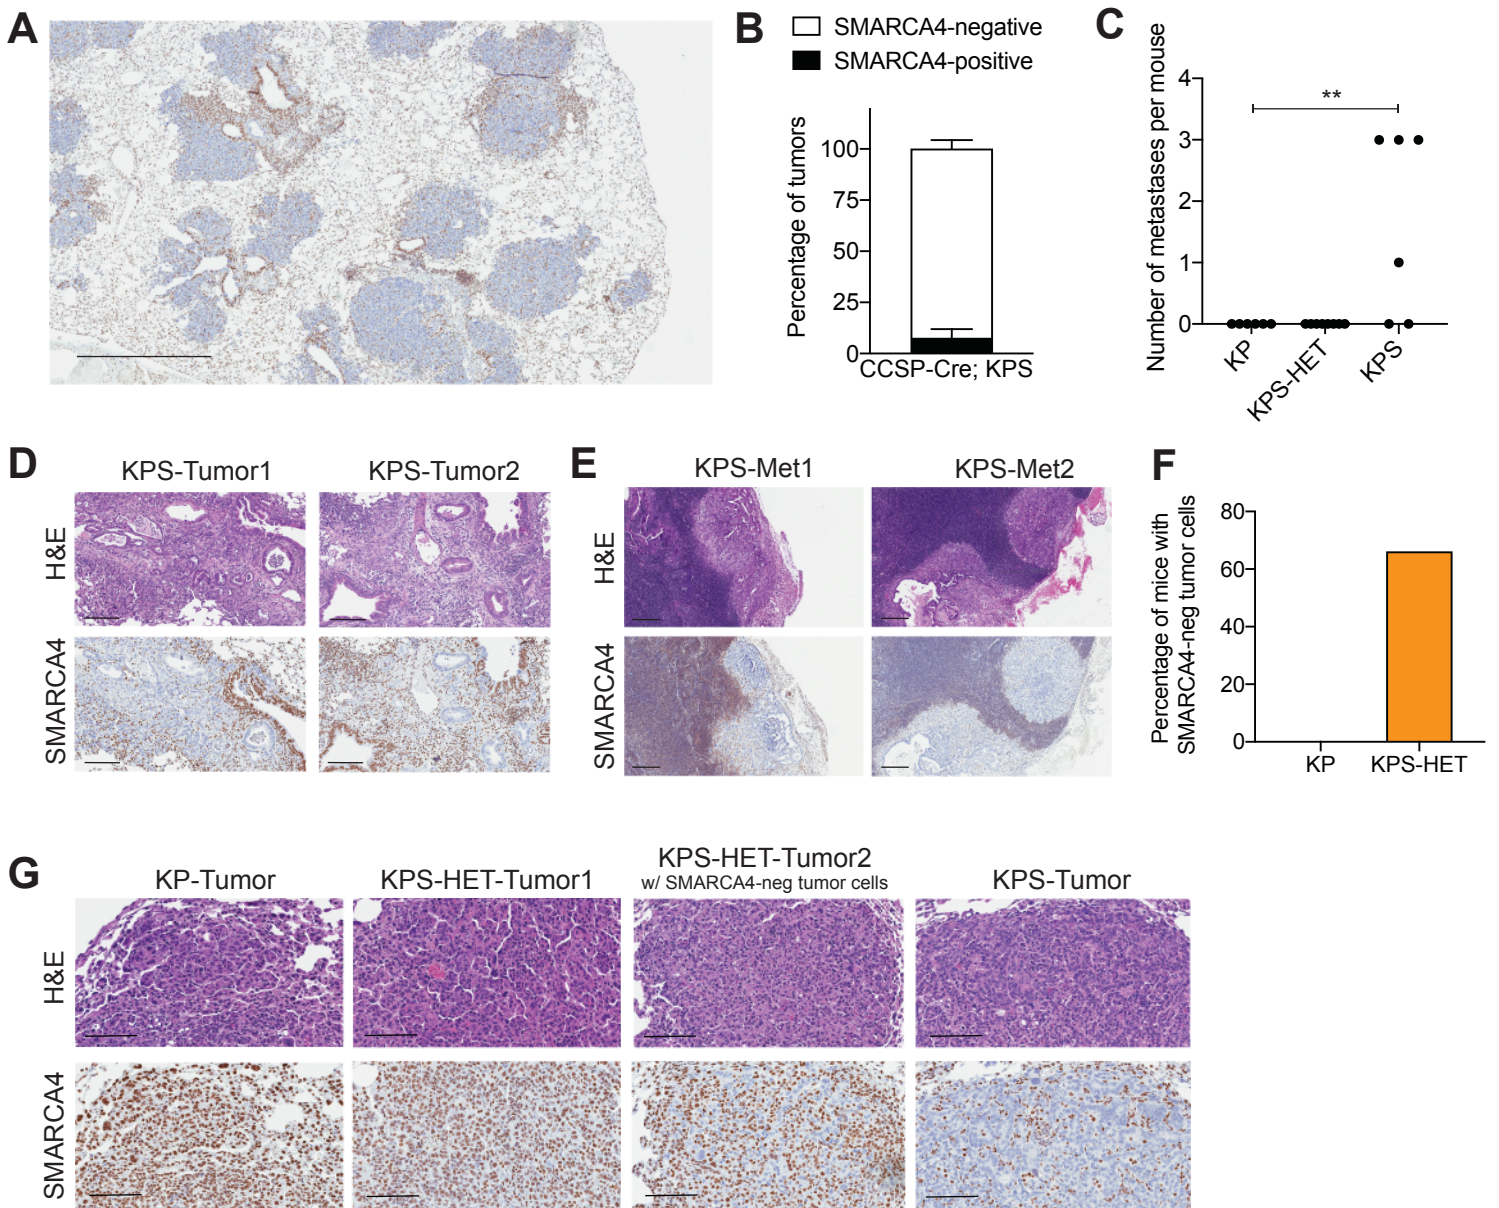 A
B
SMARCA4-negative
SMARCA4-positive
Percentage of tumors
100
75
50
25
0
CCSP-Cre; KPS
C
Number of metastases per mouse
4
3
2
1
0
**
KP
KPS-HET
KPS
D
KPS-Tumor1
KPS-Tumor2
H&E
SMARCA4
E
KPS-Met1
KPS-Met2
H&E
SMARCA4
F
Percentage of mice with
SMARCA4-neg tumor cells
80
60
40
20
0
KP
KPS-HET
G
KP-Tumor
KPS-HET-Tumor1
KPS-HET-Tumor2
w/ SMARCA4-neg tumor cells
KPS-Tumor
H&E
SMARCA4